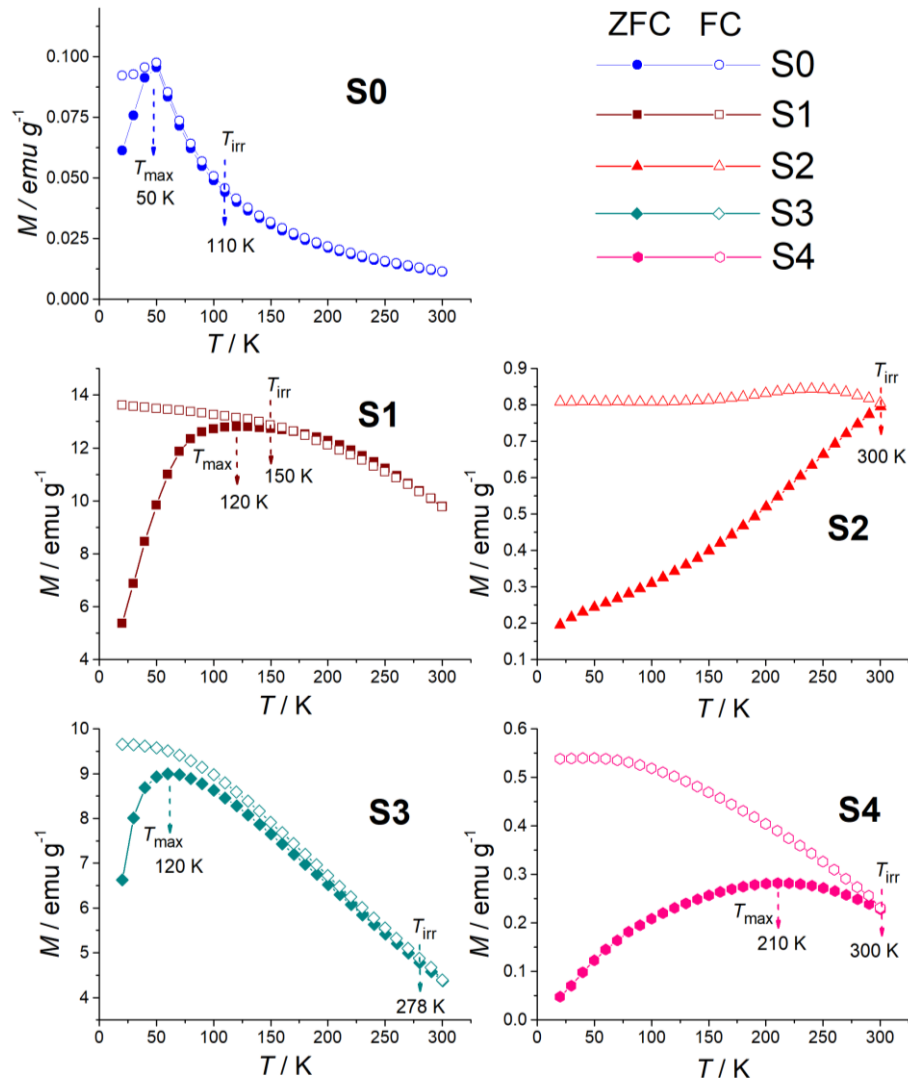 ZFC FC
S0
S1
S2
S3
S4
S0
M / emu g-1
0.100
0.075
0.050
0.025
0.000
Tmax
50 K
Tirr
110 K
0 50 100 150 200 250 300
T / K
S1
M / emu g-1
14
12
10
8
6
4
Tmax
120 K
Tirr
150 K
0 50 100 150 200 250 300
T / K
S2
M / emu g-1
0.9
0.8
0.7
0.6
0.5
0.4
0.3
0.2
0.1
Tirr
300 K
0 50 100 150 200 250 300
T / K
S3
M / emu g-1
10
9
8
7
6
5
4
Tmax
120 K
Tirr
278 K
0 50 100 150 200 250 300
T / K
S4
M / emu g-1
0.6
0.5
0.4
0.3
0.2
0.1
0.0
Tmax
210 K
Tirr
300 K
0 50 100 150 200 250 300
T / K